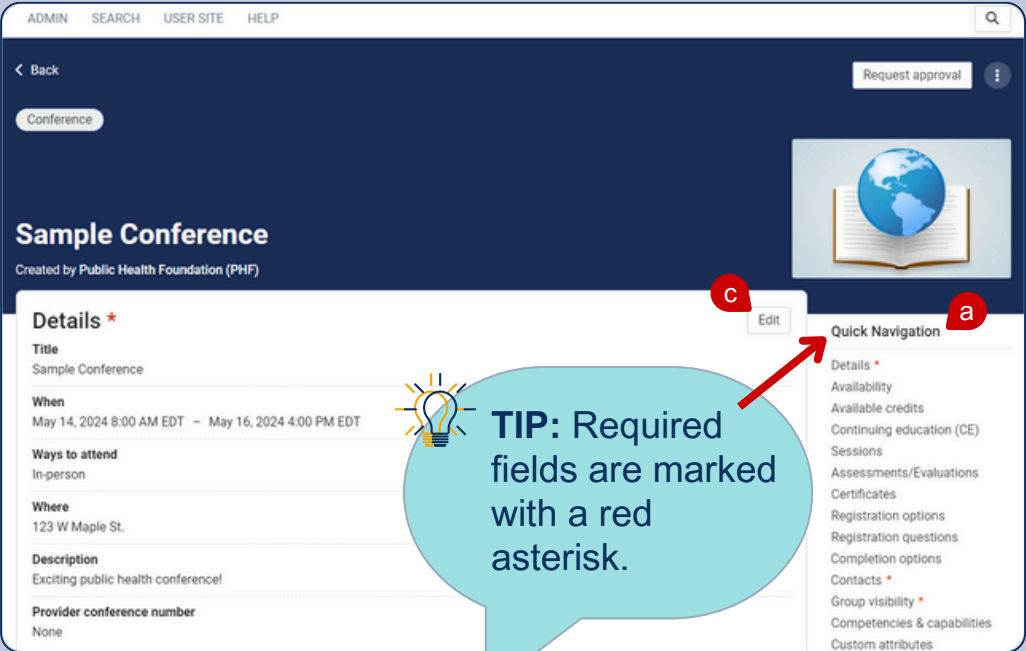 ADMIN SEARCH USER SITE HELP
Back
Request approval
Conference
Sample Conference
Created by Public Health Foundation (PHF)
c
a
Details *
Edit
Title
Sample Conference
When
May 14, 2024 8:00 AM EDT – May 16, 2024 4:00 PM EDT
Ways to attend
In-person
Where
123 W Maple St.
Description
Exciting public health conference!
Provider conference number
None
TIP: Required
fields are marked
with a red
asterisk.
Quick Navigation
Details *
Availability
Available credits
Continuing education (CE)
Sessions
Assessments/Evaluations
Certificates
Registration options
Registration questions
Completion options
Contacts *
Group visibility *
Competencies & capabilities
Custom attributes